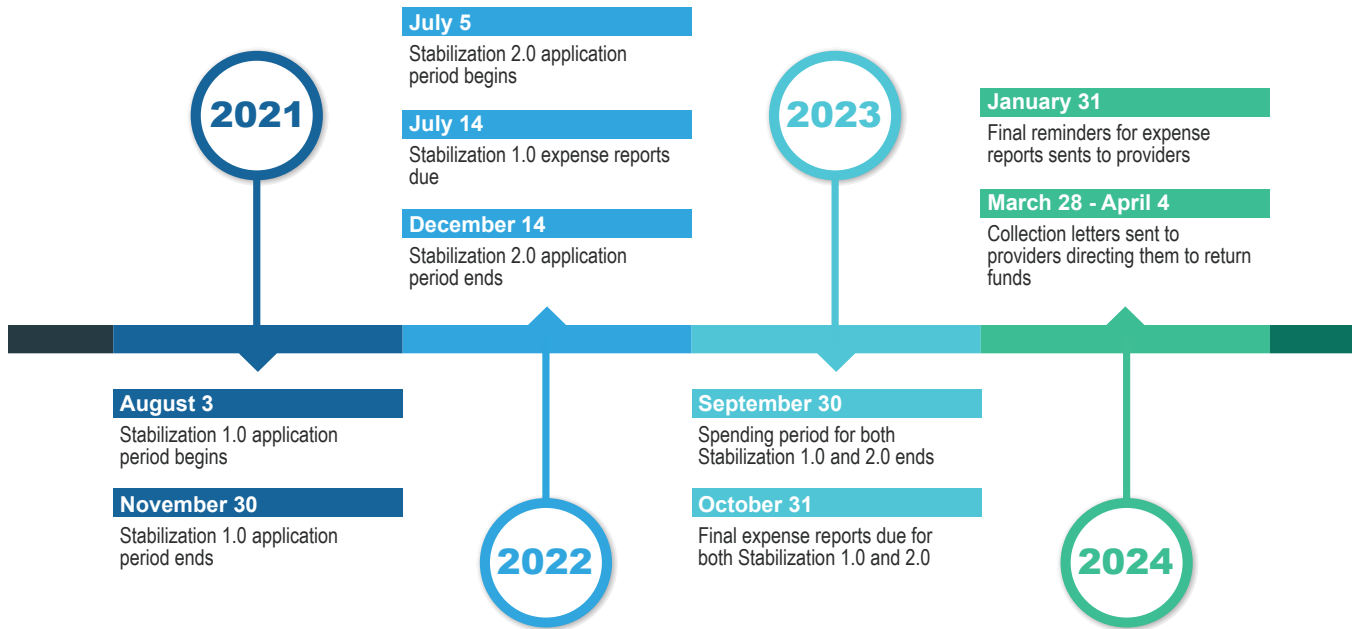 2021
August 3
Stabilization 1.0 application
period begins
November 30
Stabilization 1.0 application
period ends
July 5
Stabilization 2.0 application
period begins
July 14
Stabilization 1.0 expense reports
due
December 14
Stabilization 2.0 application
period ends
2022
2023
September 30
Spending period for both
Stabilization 1.0 and 2.0 ends
October 31
Final expense reports due for
both Stabilization 1.0 and 2.0
January 31
Final reminders for expense
reports sents to providers
March 28 - April 4
Collection letters sent to
providers directing them to return
funds
2024